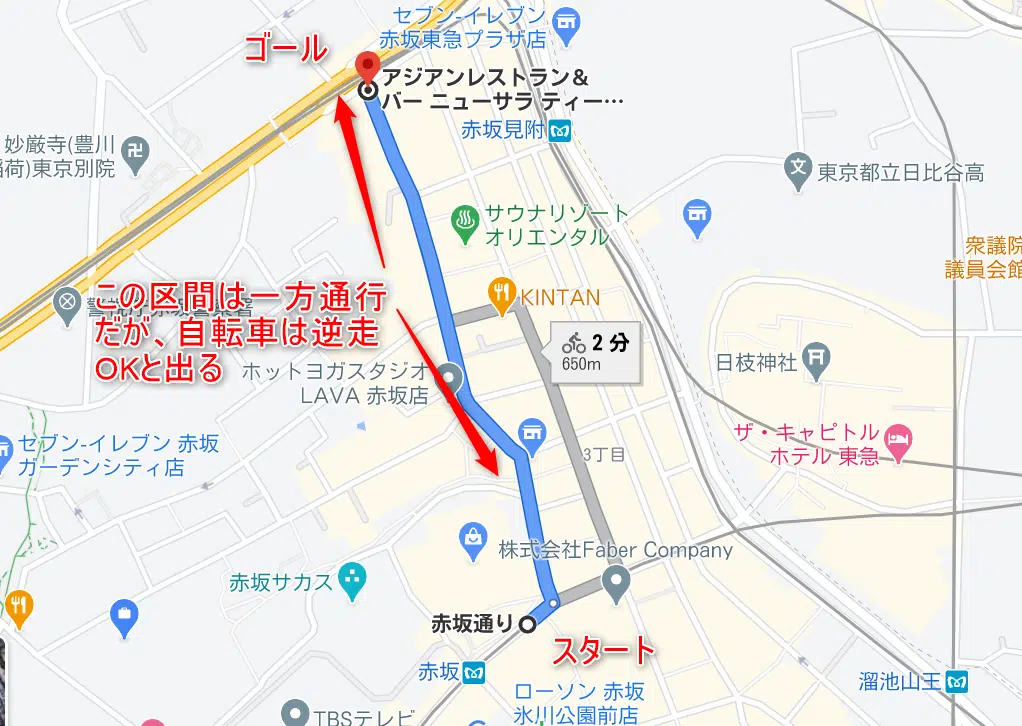 セブン-イレブン
赤坂東急プラザ店
ゴール
アジアンレストラン＆
バー ニューサラ ティー…
赤坂見附
妙厳寺(豊川
稲荷)東京別院
東京都立日比谷高
サウナリゾート
オリエンタル
衆議院
議員会館
KINTAN
この区間は一方通行
だが、自転車は逆走
OKと出る
2 分
650m
日枝神社
ホットヨガスタジオ
LAVA 赤坂店
ザ・キャピトル
ホテル 東急
セブン-イレブン 赤坂
ガーデンシティ店
3丁目
株式会社Faber Company
赤坂サカス
赤坂通り
スタート
赤坂
溜池山王
ローソン 赤坂
氷川公園前店
TBSテレビ